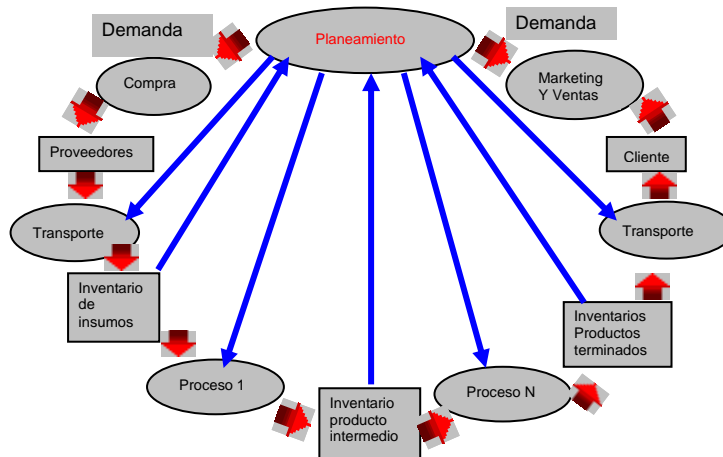 Demanda
Planeamiento
Demanda
Compra
Marketing
Y Ventas
Proveedores
Cliente
Transporte
Transporte
Inventario
de
insumos
Inventarios
Productos
terminados
Proceso 1
Inventario
producto
intermedio
Proceso N